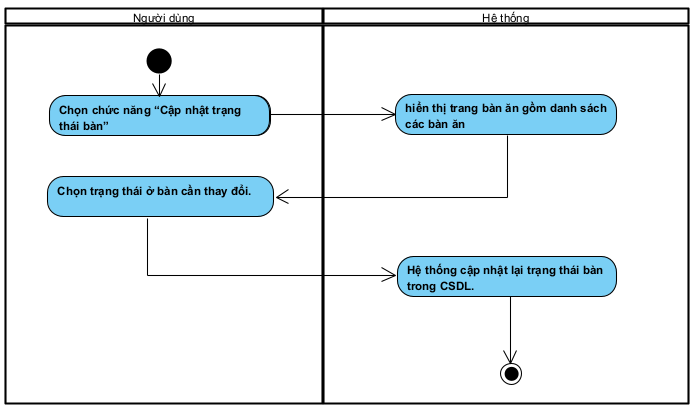 Người dùng
Hệ thống
Chọn chức năng “Cập nhật trạng
thái bàn”
hiển thị trang bàn ăn gồm danh sách
các bàn ăn
Chọn trạng thái ở bàn cần thay đổi.
Hệ thống cập nhật lại trạng thái bàn
trong CSDL.